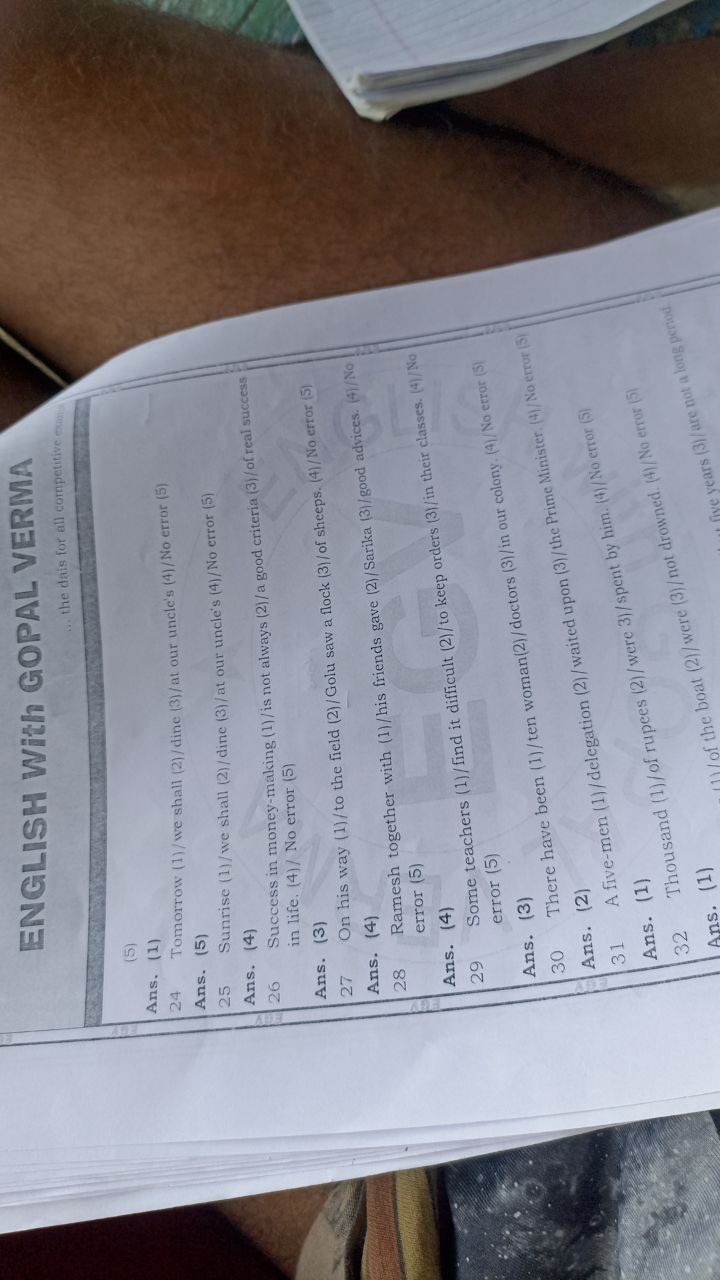 ENGLISH With GOPAL VERMA
... the dais for all competitive exams
(5)
Ans. (1)
24 Tomorrow (1)/we shall (2)/dine (3)/at our uncle's (4)/No error (5)
Ans. (5)
25 Sunrise (1)/we shall (2)/dine (3)/at our uncle's (4)/No error (5)
Ans. (4)
26 Success in money-making (1)/is not always (2)/a good criteria (3)/of real success
in life. (4)/ No error (5)
Ans. (3)
27 On his way (1)/to the field (2)/Golu saw a flock (3)/of sheeps. (4)/No error (5)
Ans. (4)
28 Ramesh together with (1)/his friends gave (2)/Sarika (3)/good advices. (4)/No
error (5)
Ans. (4)
29 Some teachers (1)/find it difficult (2)/to keep orders (3)/in their classes. (4)/No
error (5)
Ans. (3)
30 There have been (1)/ten woman(2)/doctors (3)/in our colony. (4)/No error (5)
Ans. (2)
31 A five-men (1)/delegation (2)/waited upon (3)/the Prime Minister. (4)/No error (5)
Ans. (1)
32 Thousand (1)/of rupees (2)/were 3)/spent by him. (4)/No error (5)
Ans. (1)
(1)/of the boat (2)/were (3)/not drowned. (4)/No error (5)
five years (3)/are not a long period.
EGV